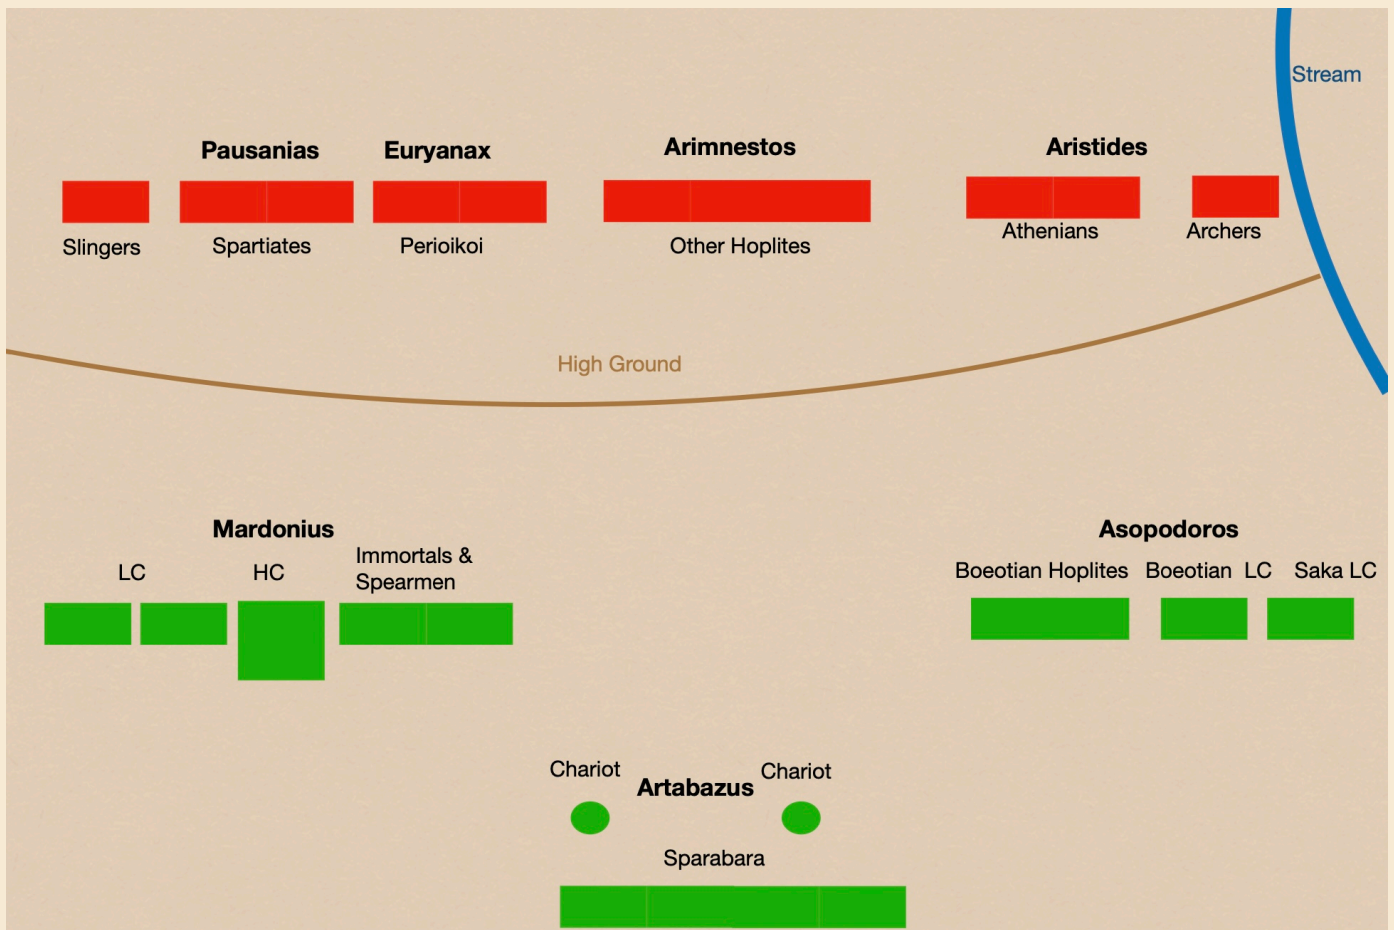 Stream
Pausanias
Euryanax
Arimnestos
Aristides
Slingers
Spartiates
Perioikoi
Other Hoplites
Athenians
Archers
High Ground
Mardonius
Asopodoros
LC
HC
Immortals &
Spearmen
Boeotian Hoplites
Boeotian LC
Saka LC
Chariot
Artabazus
Chariot
Sparabara